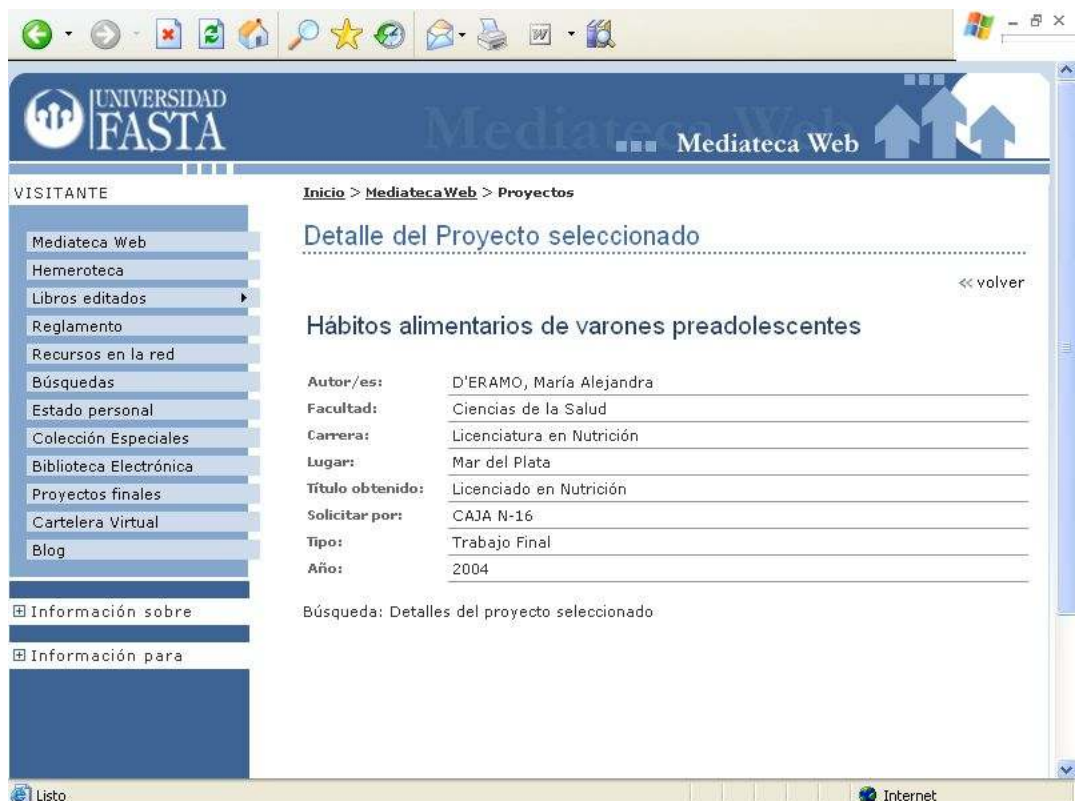 UNIVERSIDAD
FASTA
Mediateca Web
Mediateca Web
VISITANTE
Inicio > MediatecaWeb > Proyectos
Detalle del Proyecto seleccionado
<< volver
Mediateca Web
Hemeroteca
Libros editados
Reglamento
Recursos en la red
Búsquedas
Estado personal
Colección Especiales
Biblioteca Electrónica
Proyectos finales
Cartelera Virtual
Blog
Información sobre
Información para
Hábitos alimentarios de varones preadolescentes
Autor/es: D'ERAMO, María Alejandra
Facultad: Ciencias de la Salud
Carrera: Licenciatura en Nutrición
Lugar: Mar del Plata
Título obtenido: Licenciado en Nutrición
Solicitar por: CAJA N-16
Tipo: Trabajo Final
Año: 2004
Búsqueda: Detalles del proyecto seleccionado
Listo
Internet